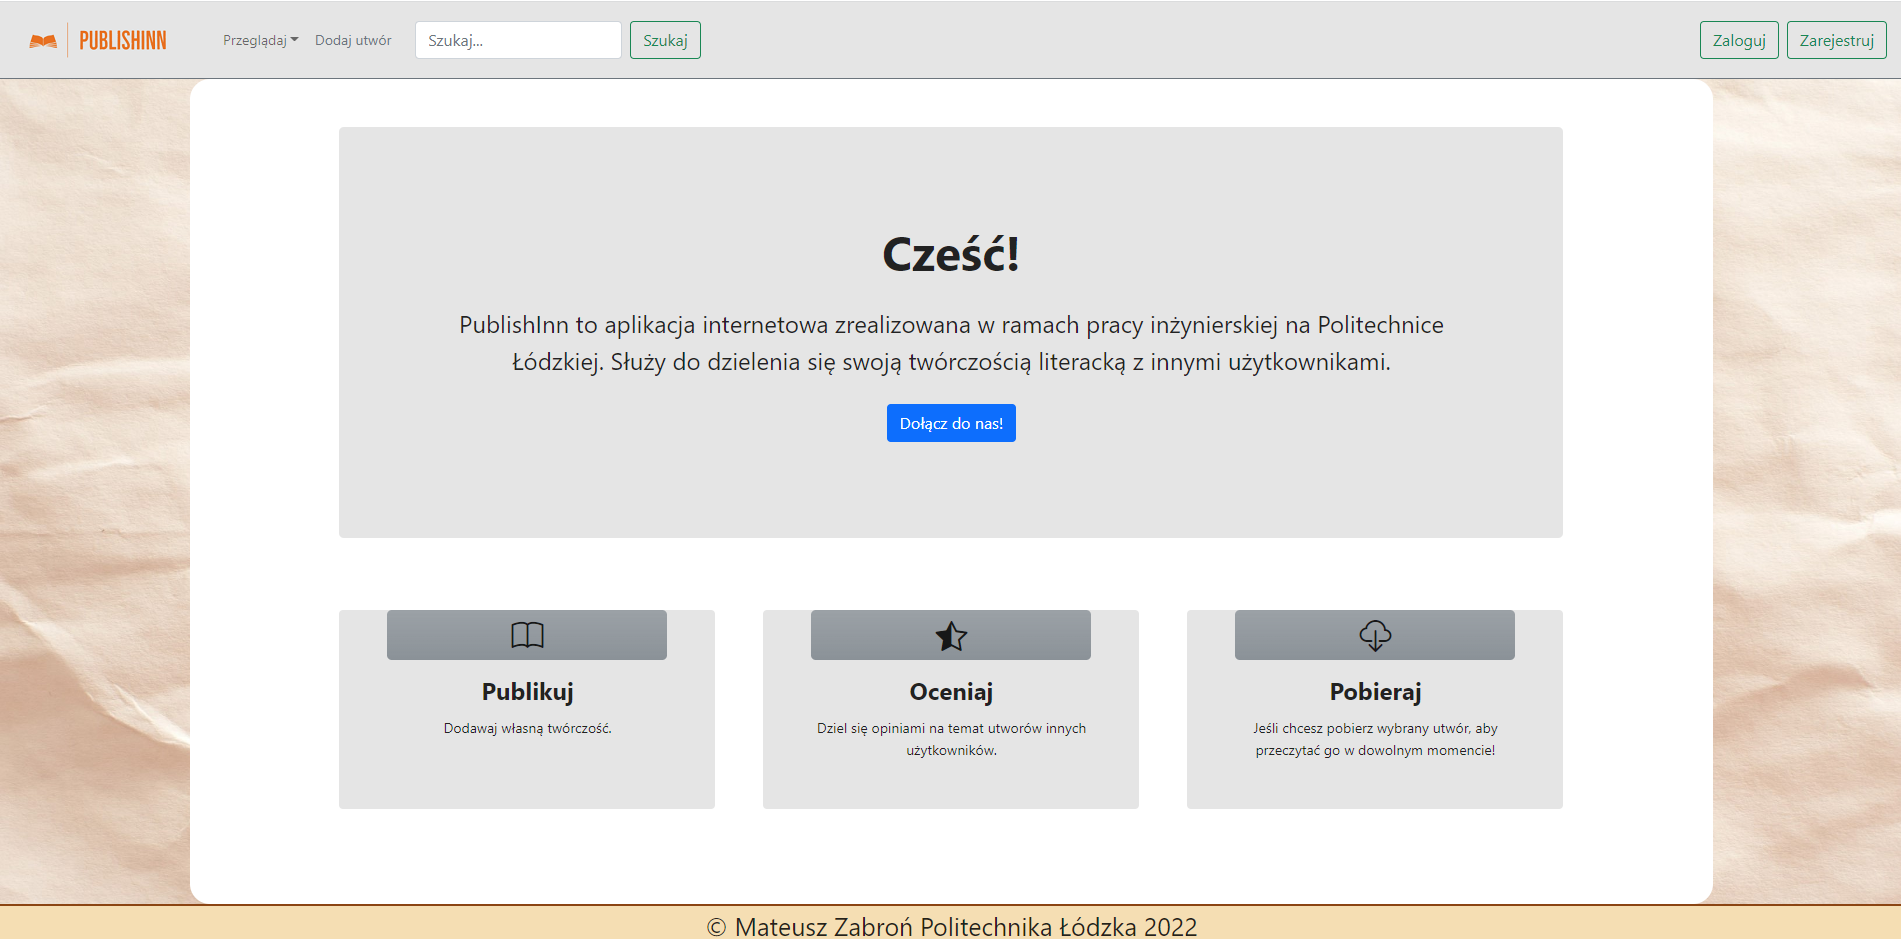 PUBLISHINN
Przeglądaj
Dodaj utwór
Szukaj...
Szukaj
Zaloguj
Zarejestruj
Cześć!
PublishInn to aplikacja internetowa zrealizowana w ramach pracy inżynierskiej na Politechnice
Łódzkiej. Służy do dzielenia się swoją twórczością literacką z innymi użytkownikami.
Dołącz do nas!
Publikuj
Dodawaj własną twórczość.
Oceniaj
Dziel się opiniami na temat utworów innych
użytkowników.
Pobieraj
Jeśli chcesz pobierz wybrany utwór, aby
przeczytać go w dowolnym momencie!
© Mateusz Zabroń Politechnika Łódzka 2022